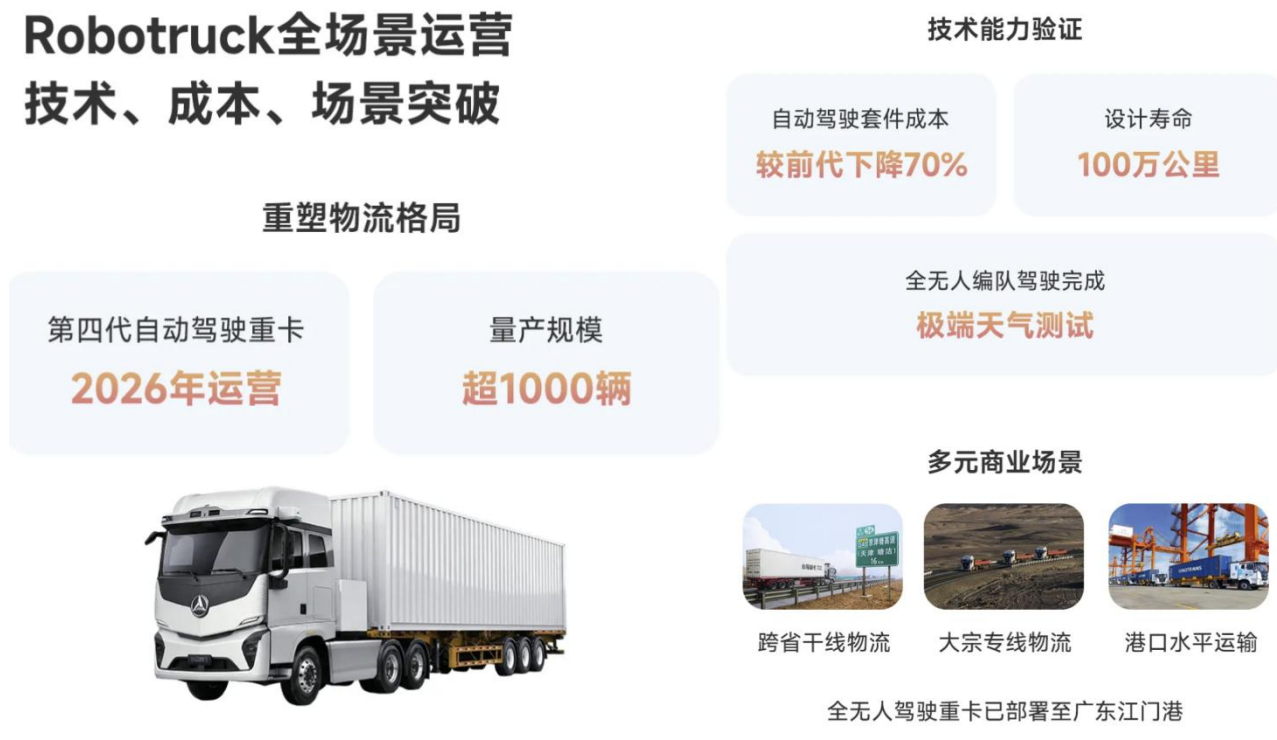 Robotruck全场景运营
技术、成本、场景突破
重塑物流格局
第四代自动驾驶重卡
2026年运营
量产规模
超1000辆
技术能力验证
自动驾驶套件成本
较前代下降70%
设计寿命
100万公里
全无人编队驾驶完成
极端天气测试
多元商业场景
跨省干线物流
大宗专线物流
港口水平运输
全无人驾驶重卡已部署至广东江门港